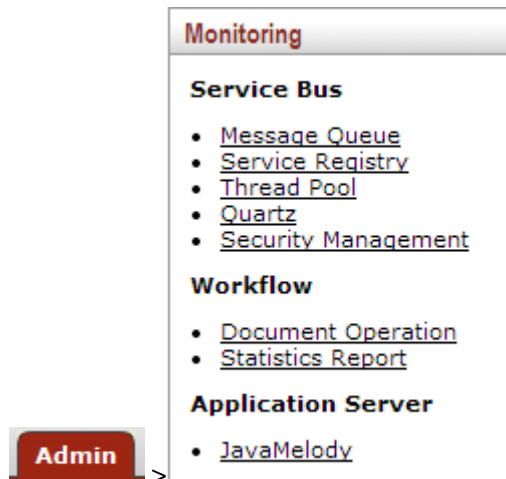 Monitoring
Service Bus
• Message Queue
• Service Registry
• Thread Pool
• Quartz
• Security Management
Workflow
• Document Operation
• Statistics Report
Application Server
• JavaMelody
Admin >